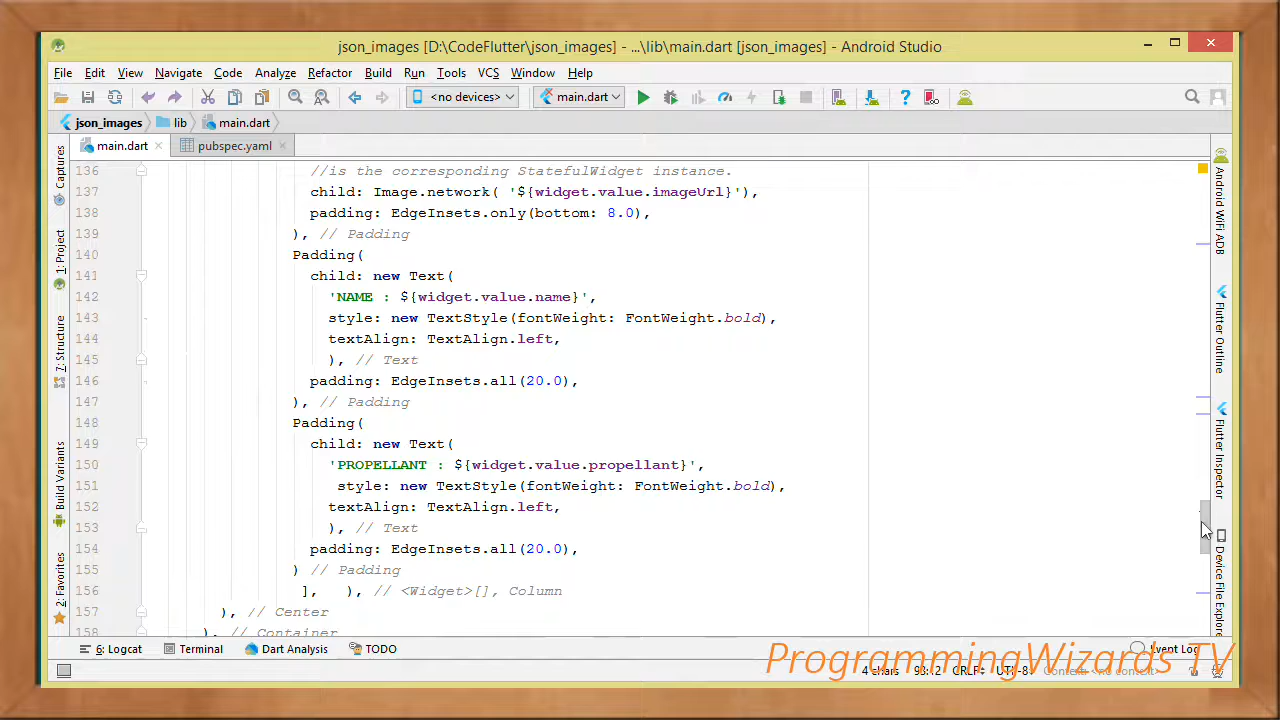 json_images [D:\CodeFlutter\json_images] - ...\lib\main.dart [json_images] - Android Studio
File Edit View Navigate Code Analyze Refactor Build Run Tools VCS Window Help
<no devices> main.dart
json_images lib main.dart
main.dart pubspec.yaml
136 //is the corresponding StatefulWidget instance.
137 child: Image.network( '${widget.value.imageUrl}'),
138 padding: EdgeInsets.only(bottom: 8.0),
139 ), // Padding
140 Padding(
141 child: new Text(
142 'NAME : ${widget.value.name}',
143 style: new TextStyle(fontWeight: FontWeight.bold),
144 textAlign: TextAlign.left,
145 ), // Text
146 padding: EdgeInsets.all(20.0),
147 ), // Padding
148 Padding(
149 child: new Text(
150 'PROPELLANT : ${widget.value.propellant}',
151 style: new TextStyle(fontWeight: FontWeight.bold),
152 textAlign: TextAlign.left,
153 ), // Text
154 padding: EdgeInsets.all(20.0),
155 ) // Padding
156 ], ), // <Widget>[], Column
157 ), // Center
158 ), // Container
Captures
1: Project
7: Structure
Build Variants
2: Favorites
Android WiFi ADB
Flutter Outline
Flutter Inspector
Device File Explorer
6: Logcat Terminal Dart Analysis TODO Event Log
ProgrammingWizards TV
4 chars CRLF UTF-8 Context: <no context>